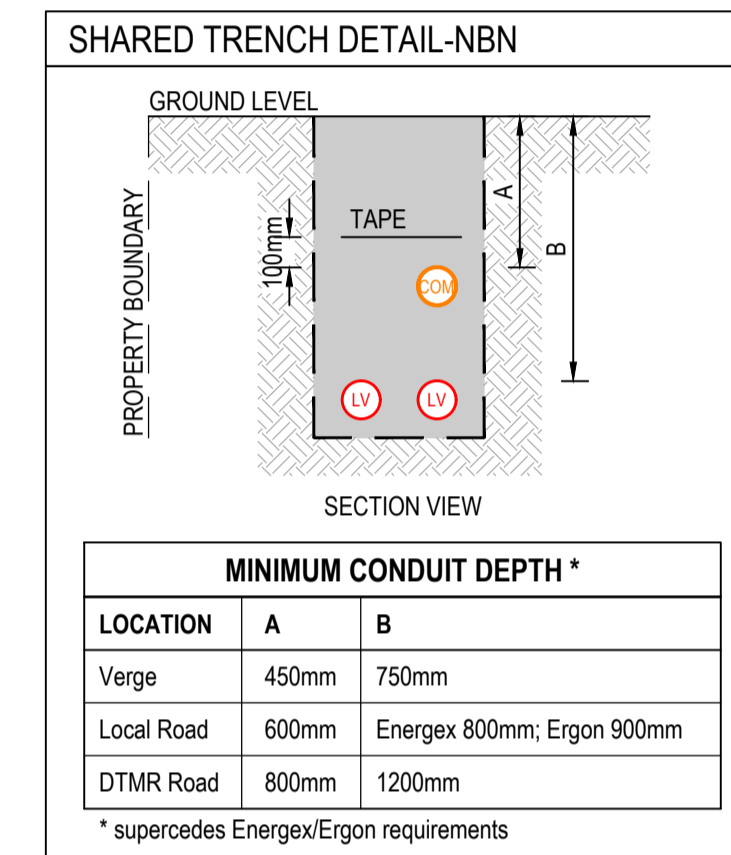 SHARED TRENCH DETAIL-NBN
GROUND LEVEL
PROPERTY BOUNDARY
100mm
TAPE
A
B
COM
LV LV
SECTION VIEW
MINIMUM CONDUIT DEPTH *
LOCATION A B
Verge 450mm 750mm
Local Road 600mm Energex 800mm; Ergon 900mm
DTMR Road 800mm 1200mm
* supercedes Energex/Ergon requirements